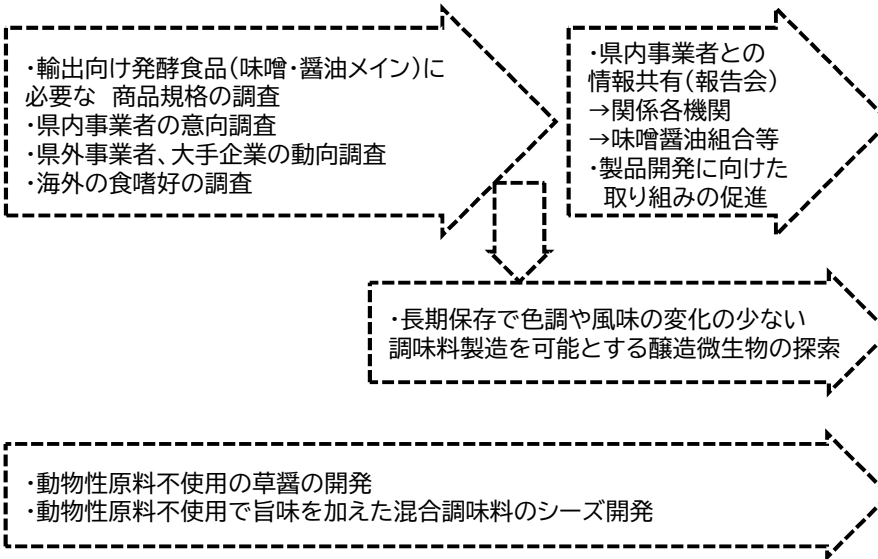 ・輸出向け発酵食品(味噌・醤油メイン)に
必要な　商品規格の調査
・県内事業者の意向調査
・県外事業者、大手企業の動向調査
・海外の食嗜好の調査
・県内事業者との
情報共有(報告会)
→関係各機関
→味噌醤油組合等
・製品開発に向けた
取り組みの促進
・長期保存で色調や風味の変化の少ない
調味料製造を可能とする醸造微生物の探索
・動物性原料不使用の草醤の開発
・動物性原料不使用で旨味を加えた混合調味料のシーズ開発